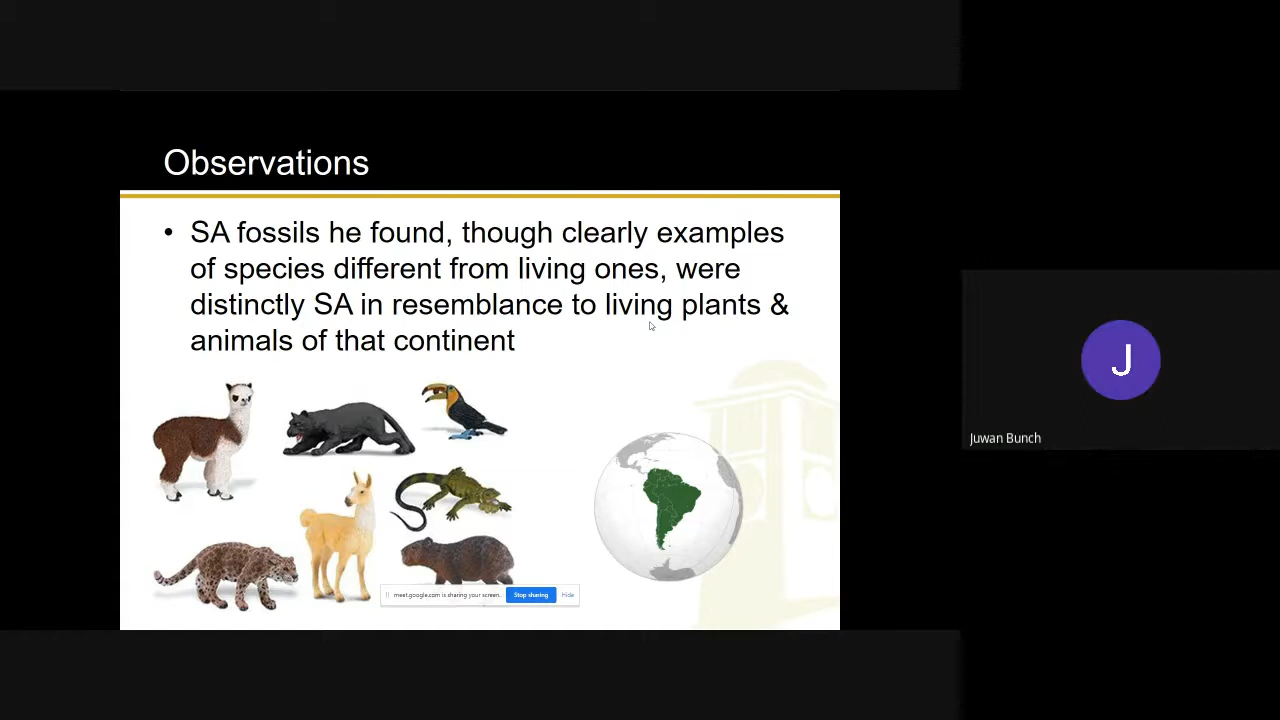 Observations
• SA fossils he found, though clearly examples
of species different from living ones, were
distinctly SA in resemblance to living plants &
animals of that continent
J
Juwan Bunch
meet.google.com is sharing your screen.
Stop sharing
Hide